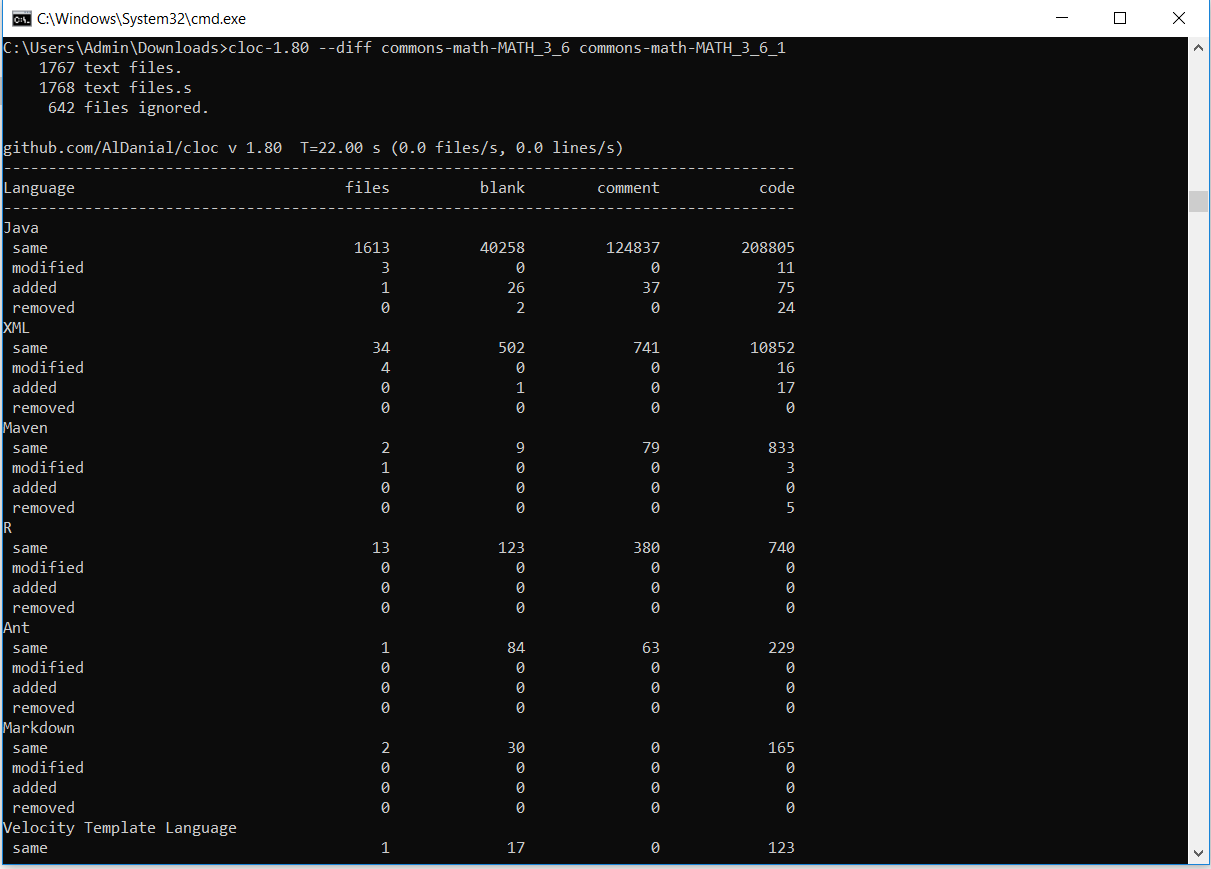 C:\Windows\System32\cmd.exe
C:\Users\Admin\Downloads>cloc-1.80 --diff commons-math-MATH_3_6 commons-math-MATH_3_6_1
    1767 text files.
    1768 text files.s
     642 files ignored.
github.com/AlDanial/cloc v 1.80  T=22.00 s (0.0 files/s, 0.0 lines/s)
----------------------------------------------------------------------------------------
Language                              files          blank        comment           code
----------------------------------------------------------------------------------------
Java
 same                                  1613          40258         124837         208805
 modified                                 3              0              0             11
 added                                    1             26             37             75
 removed                                  0              2              0             24
XML
 same                                    34            502            741          10852
 modified                                 4              0              0             16
 added                                    0              1              0             17
 removed                                  0              0              0              0
Maven
 same                                     2              9             79            833
 modified                                 1              0              0              3
 added                                    0              0              0              0
 removed                                  0              0              0              5
R
 same                                    13            123            380            740
 modified                                 0              0              0              0
 added                                    0              0              0              0
 removed                                  0              0              0              0
Ant
 same                                     1             84             63            229
 modified                                 0              0              0              0
 added                                    0              0              0              0
 removed                                  0              0              0              0
Markdown
 same                                     2             30              0            165
 modified                                 0              0              0              0
 added                                    0              0              0              0
 removed                                  0              0              0              0
Velocity Template Language
 same                                     1             17              0            123